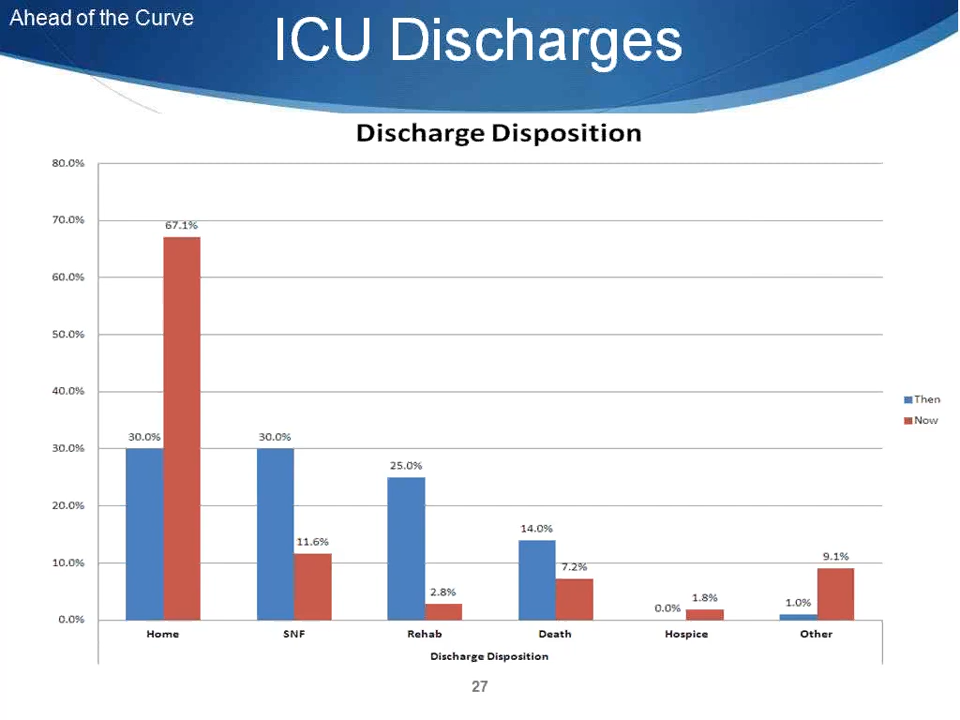 Ahead of the Curve
ICU Discharges
Discharge Disposition
80.0%
70.0%
60.0%
50.0%
40.0%
30.0%
20.0%
10.0%
0.0%
30.0%
67.1%
30.0%
11.6%
25.0%
2.8%
14.0%
7.2%
0.0%
1.8%
1.0%
9.1%
Home
SNF
Rehab
Death
Hospice
Other
Discharge Disposition
Then
Now
27